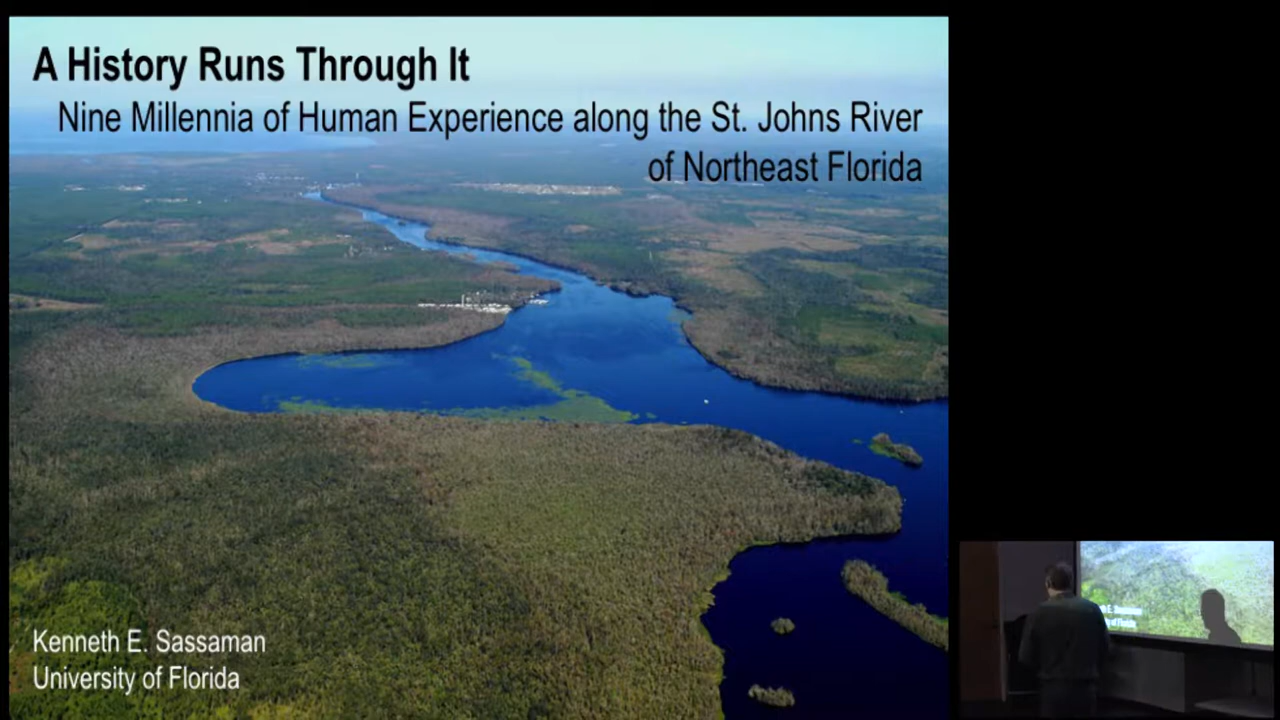 A History Runs Through It
Nine Millennia of Human Experience along the St. Johns River
of Northeast Florida
Kenneth E. Sassaman
University of Florida